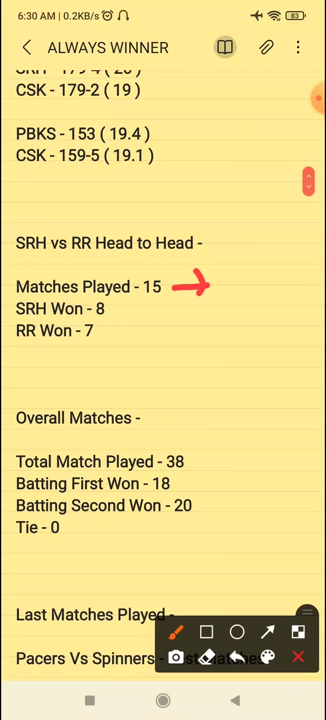 6:30 AM | 0.2KB/s
83
ALWAYS WINNER
CSK - 179-2 ( 19 )
PBKS - 153 ( 19.4 )
CSK - 159-5 ( 19.1 )
SRH vs RR Head to Head -
Matches Played - 15
SRH Won - 8
RR Won - 7
Overall Matches -
Total Match Played - 38
Batting First Won - 18
Batting Second Won - 20
Tie - 0
Last Matches Played -
Pacers Vs Spinners -